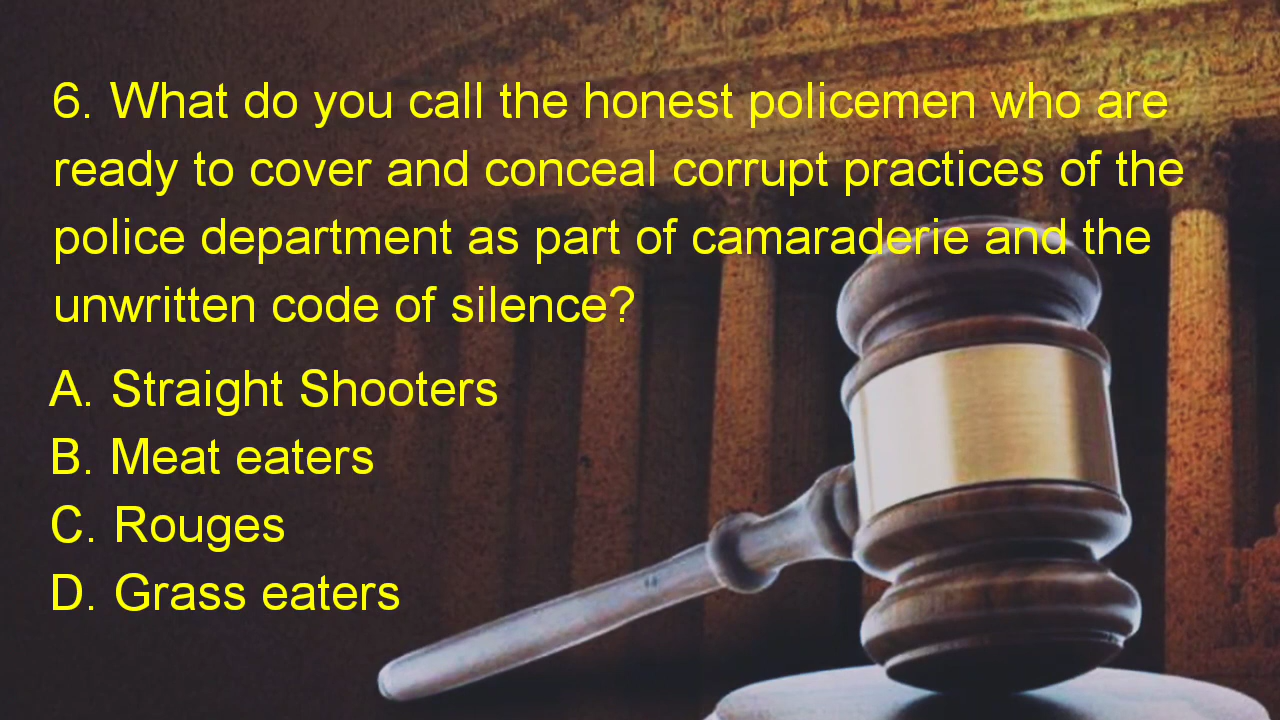 6. What do you call the honest policemen who are
ready to cover and conceal corrupt practices of the
police department as part of camaraderie and the
unwritten code of silence?
A. Straight Shooters
B. Meat eaters
C. Rouges
D. Grass eaters